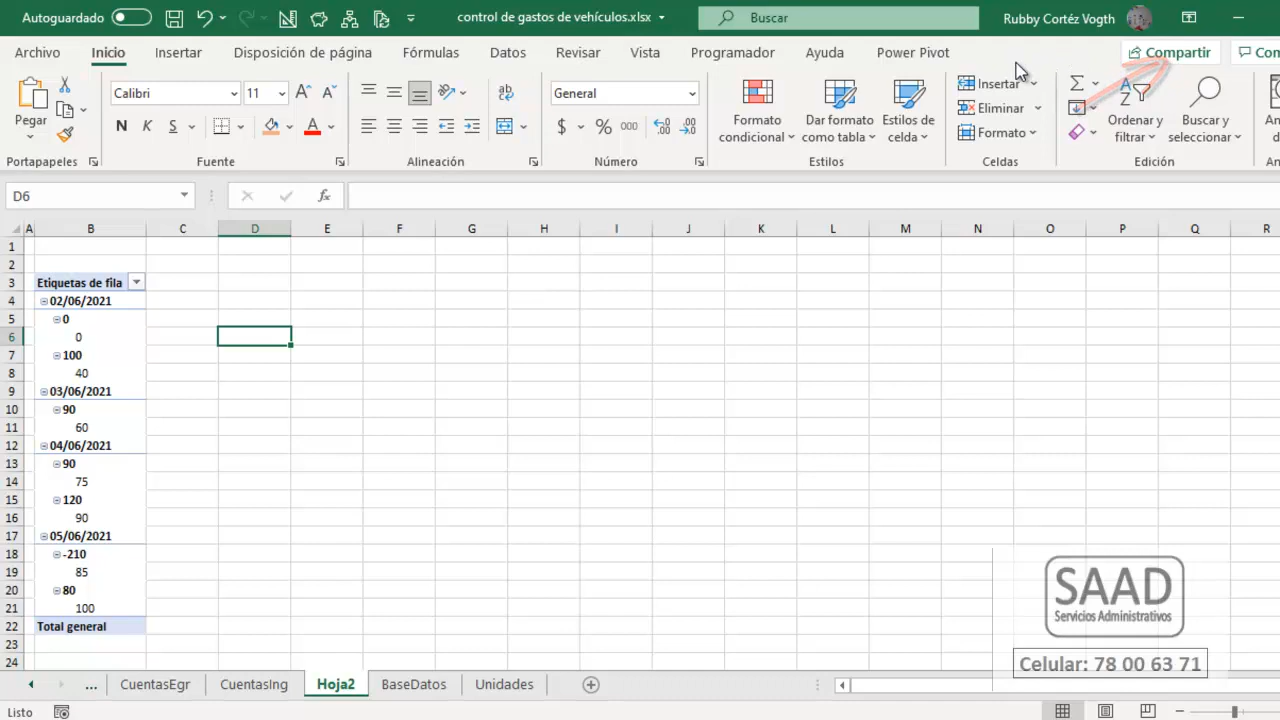 Autoguardado
control de gastos de vehículos.xlsx
Buscar
Rubby Cortéz Vogth
Archivo Inicio Insertar Disposición de página Fórmulas Datos Revisar Vista Programador Ayuda Power Pivot
Compartir
Com
Pegar
Portapapeles
Calibri 11
N K S
Fuente
Alineación
General
$ % 000
Número
Formato condicional
Dar formato como tabla
Estilos de celda
Estilos
Insertar
Eliminar
Formato
Celdas
Ordenar y filtrar
Buscar y seleccionar
Edición
An
D6
fx
A B C D E F G H I J K L M N O P Q R
1
2
3 Etiquetas de fila
4 02/06/2021
5 0
6 0
7 100
8 40
9 03/06/2021
10 90
11 60
12 04/06/2021
13 90
14 75
15 120
16 90
17 05/06/2021
18 -210
19 85
20 80
21 100
22 Total general
23
24
SAAD
Servicios Administrativos
Celular: 78 00 63 71
... CuentasEgr CuentasIng Hoja2 BaseDatos Unidades
Listo